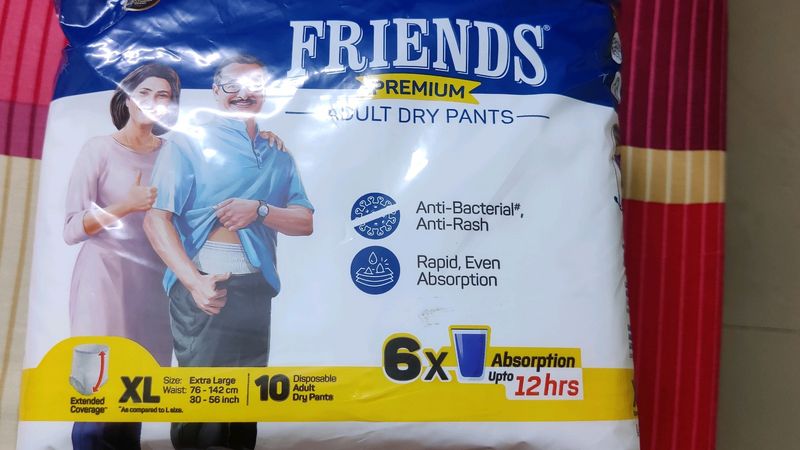 FRIENDS®
PREMIUM
ADULT DRY PANTS
Anti-Bacterial#,
Anti-Rash
Rapid, Even
Absorption
6x Absorption
Upto 12 hrs
Extended
Coverage
XL
Size: Extra Large
Waist: 76 - 142 cm
30 - 56 inch
*As compared to L size.
10 Disposable
Adult
Dry Pants